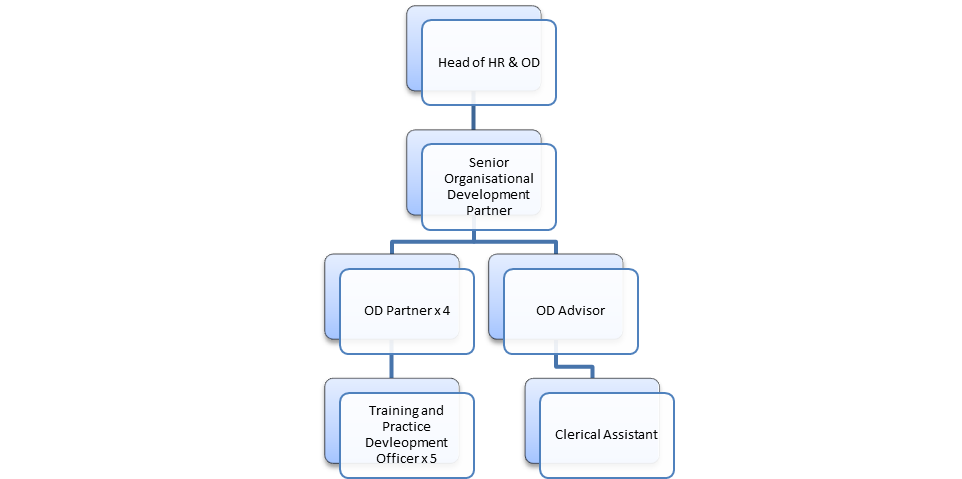 Head of HR & OD
Senior
Organisational
Development
Partner
OD Partner x 4
OD Advisor
Training and
Practice
Devleopment
Officer x 5
Clerical Assistant